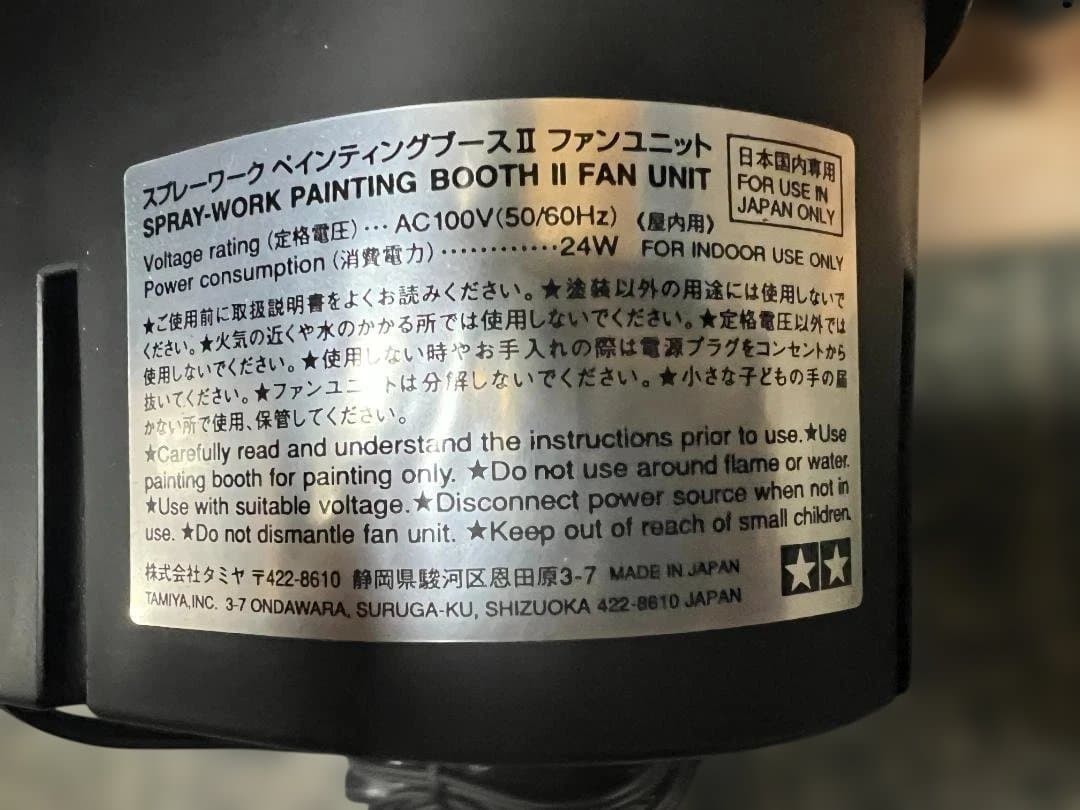 スプレーワーク ペインティングブースⅡ ファンユニット
SPRAY-WORK PAINTING BOOTH II FAN UNIT
日本国内専用
FOR USE IN
JAPAN ONLY
Voltage rating (定格電圧)… AC100V(50/60Hz) 《屋内用》
Power consumption (消費電力)…………24W FOR INDOOR USE ONLY
★ご使用前に取扱説明書をよくお読みください。★塗装以外の用途には使用しないで
ください。★火気の近くや水のかかる所では使用しないでください。★定格電圧以外では
使用しないでください。★使用しない時やお手入れの際は電源プラグをコンセントから
抜いてください。★ファンユニットは分解しないでください。★小さな子どもの手の届
かない所で使用、保管してください。
★Carefully read and understand the instructions prior to use.★Use
painting booth for painting only. ★Do not use around flame or water.
★Use with suitable voltage.★Disconnect power source when not in
use. ★Do not dismantle fan unit. ★Keep out of reach of small children.
株式会社タミヤ 〒422-8610 静岡県駿河区恩田原3-7 MADE IN JAPAN
TAMIYA,INC. 3-7 ONDAWARA, SURUGA-KU, SHIZUOKA 422-8610 JAPAN